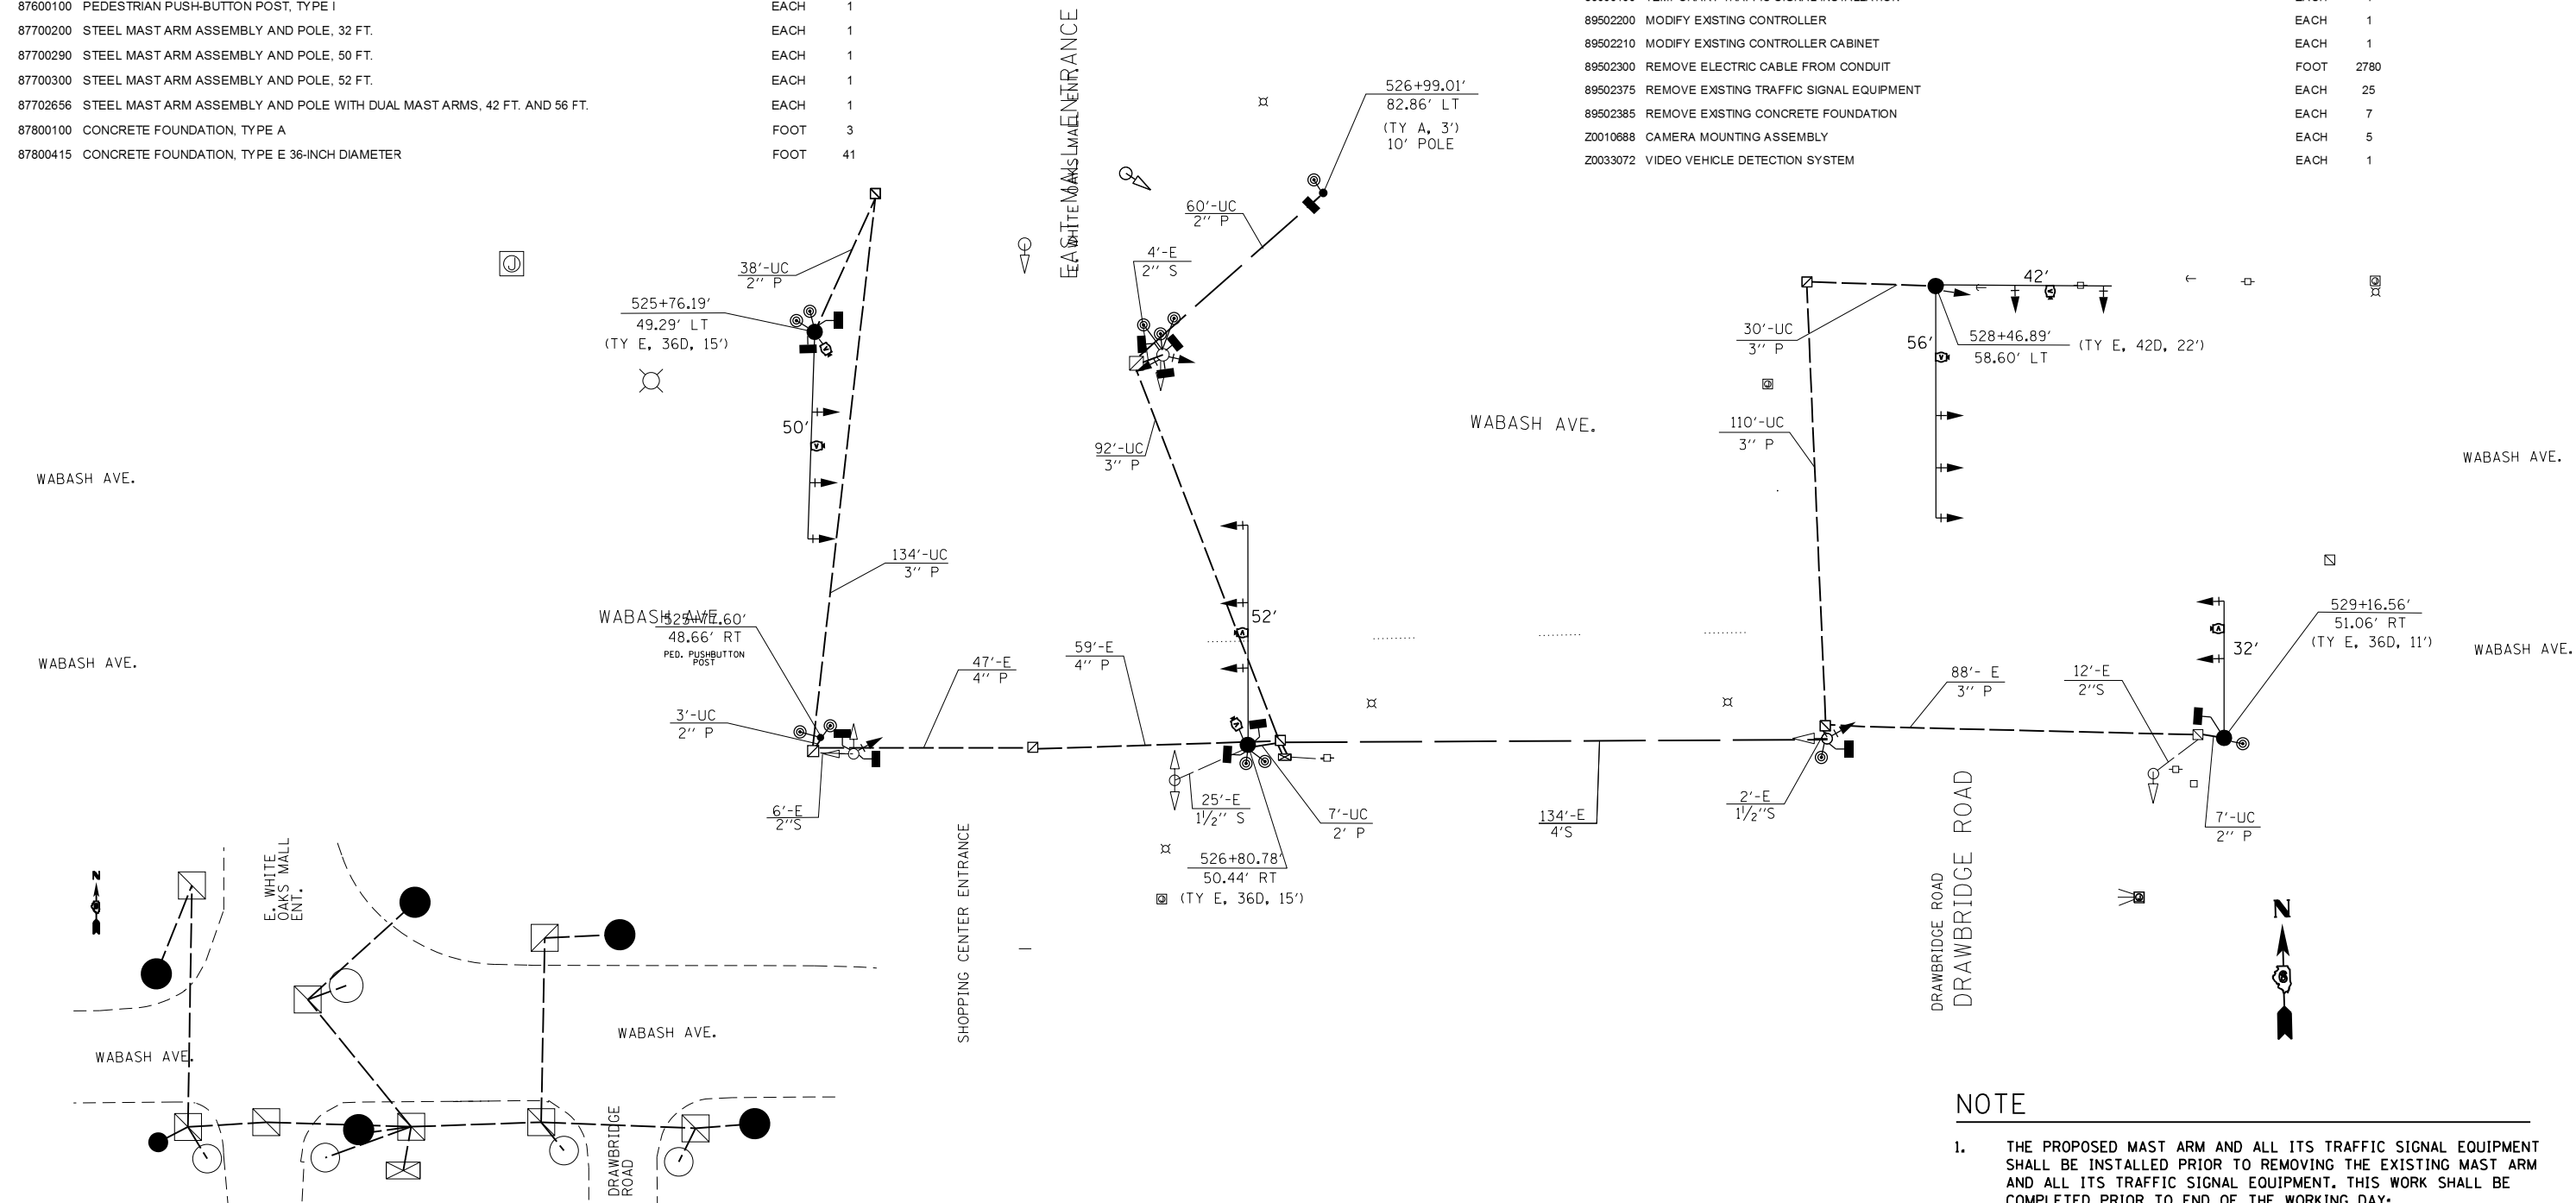 87600100 PEDESTRIAN PUSH-BUTTON POST, TYPE I EACH 1
87700200 STEEL MAST ARM ASSEMBLY AND POLE, 32 FT. EACH 1
87700290 STEEL MAST ARM ASSEMBLY AND POLE, 50 FT. EACH 1
87700300 STEEL MAST ARM ASSEMBLY AND POLE, 52 FT. EACH 1
87702656 STEEL MAST ARM ASSEMBLY AND POLE WITH DUAL MAST ARMS, 42 FT. AND 56 FT. EACH 1
87800100 CONCRETE FOUNDATION, TYPE A FOOT 3
87800415 CONCRETE FOUNDATION, TYPE E 36-INCH DIAMETER FOOT 41
89502200 MODIFY EXISTING CONTROLLER EACH 1
89502210 MODIFY EXISTING CONTROLLER CABINET EACH 1
89502300 REMOVE ELECTRIC CABLE FROM CONDUIT FOOT 2780
89502375 REMOVE EXISTING TRAFFIC SIGNAL EQUIPMENT EACH 25
89502385 REMOVE EXISTING CONCRETE FOUNDATION EACH 7
Z0010688 CAMERA MOUNTING ASSEMBLY EACH 5
Z0033072 VIDEO VEHICLE DETECTION SYSTEM EACH 1
EAST MALL ENTRANCE
526+99.01'
82.86' LT
(TY A, 3')
10' POLE
60'-UC
2'' P
4'-E
2'' S
38'-UC
2'' P
525+76.19'
49.29' LT
(TY E, 36D, 15')
50'
J
42'
30'-UC
3'' P
56'
528+46.89'
58.60' LT
(TY E, 42D, 22')
92'-UC
3'' P
WABASH AVE.
110'-UC
3'' P
WABASH AVE.
WABASH AVE.
134'-UC
3'' P
WABASH AVE.
525+77.60'
48.66' RT
PED. PUSHBUTTON
POST
WABASH AVE.
52'
59'-E
4'' P
47'-E
4'' P
3'-UC
2'' P
6'-E
2''S
88'- E
3'' P
12'-E
2''S
32'
529+16.56'
51.06' RT
(TY E, 36D, 11')
WABASH AVE.
25'-E
1½'' S
7'-UC
2' P
134'-E
4'S
2'-E
1½''S
7'-UC
2'' P
526+80.78'
50.44' RT
(TY E, 36D, 15')
SHOPPING CENTER ENTRANCE
DRAWBRIDGE ROAD
DRAWBRIDGE ROAD
N
N
E. WHITE
OAKS MALL
ENT.
WABASH AVE.
WABASH AVE.
DRAWBRIDGE
ROAD
NOTE
1. THE PROPOSED MAST ARM AND ALL ITS TRAFFIC SIGNAL EQUIPMENT
SHALL BE INSTALLED PRIOR TO REMOVING THE EXISTING MAST ARM
AND ALL ITS TRAFFIC SIGNAL EQUIPMENT. THIS WORK SHALL BE
COMPLETED PRIOR TO END OF THE WORKING DAY.